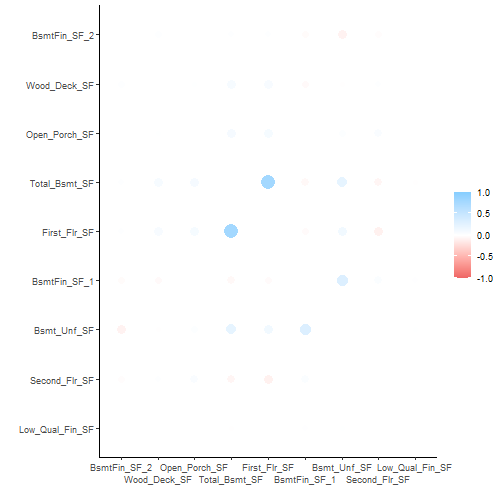 BsmtFin_SF_2
Wood_Deck_SF
Open_Porch_SF
Total_Bsmt_SF
First_Flr_SF
BsmtFin_SF_1
Bsmt_Unf_SF
Second_Flr_SF
Low_Qual_Fin_SF
1.0
0.5
0.0
-0.5
-1.0
BsmtFin_SF_2 Open_Porch_SF First_Flr_SF Bsmt_Unf_SF Low_Qual_Fin_SF
Wood_Deck_SF Total_Bsmt_SF BsmtFin_SF_1 Second_Flr_SF